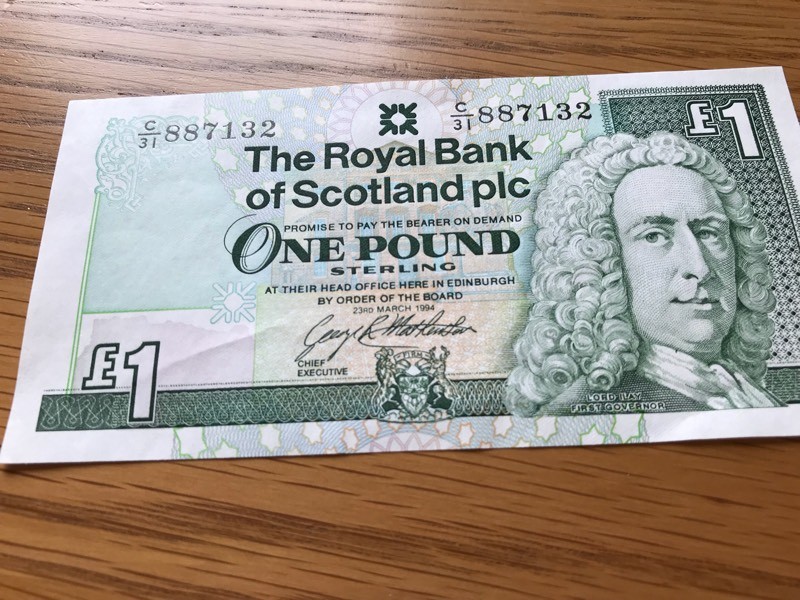 C/31 887132
C/31 887132
£1
The Royal Bank
of Scotland plc
PROMISE TO PAY THE BEARER ON DEMAND
ONE POUND
STERLING
AT THEIR HEAD OFFICE HERE IN EDINBURGH
BY ORDER OF THE BOARD
23RD MARCH 1994
CHIEF
EXECUTIVE
£1
LORD ILAY
FIRST GOVERNOR